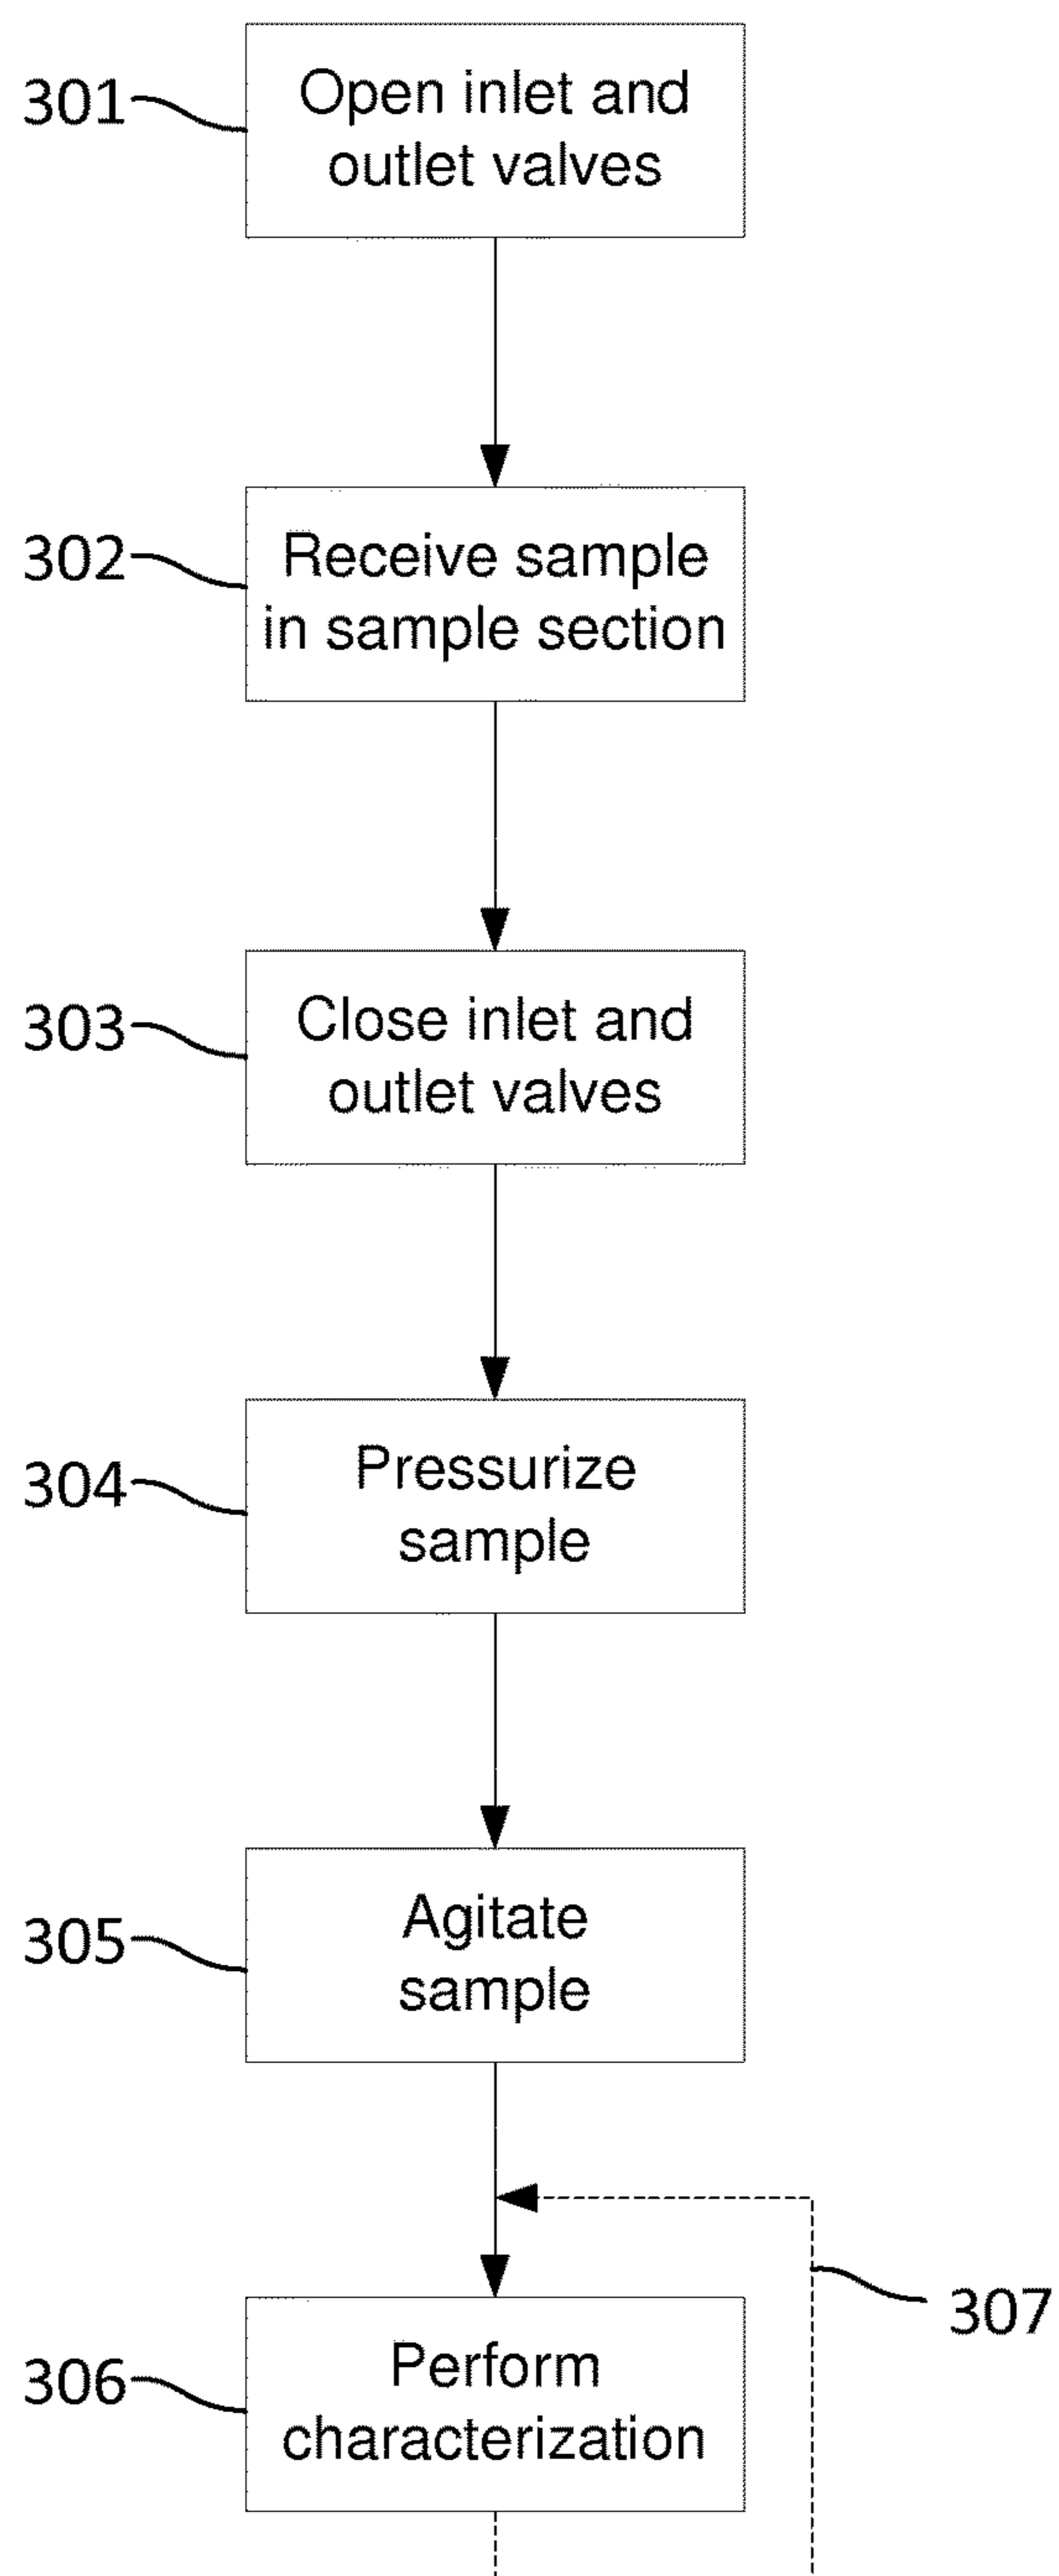 301
Open inlet and
outlet valves
302
Receive sample
in sample section
303
Close inlet and
outlet valves
304
Pressurize
sample
305
Agitate
sample
307
306
Perform
characterization